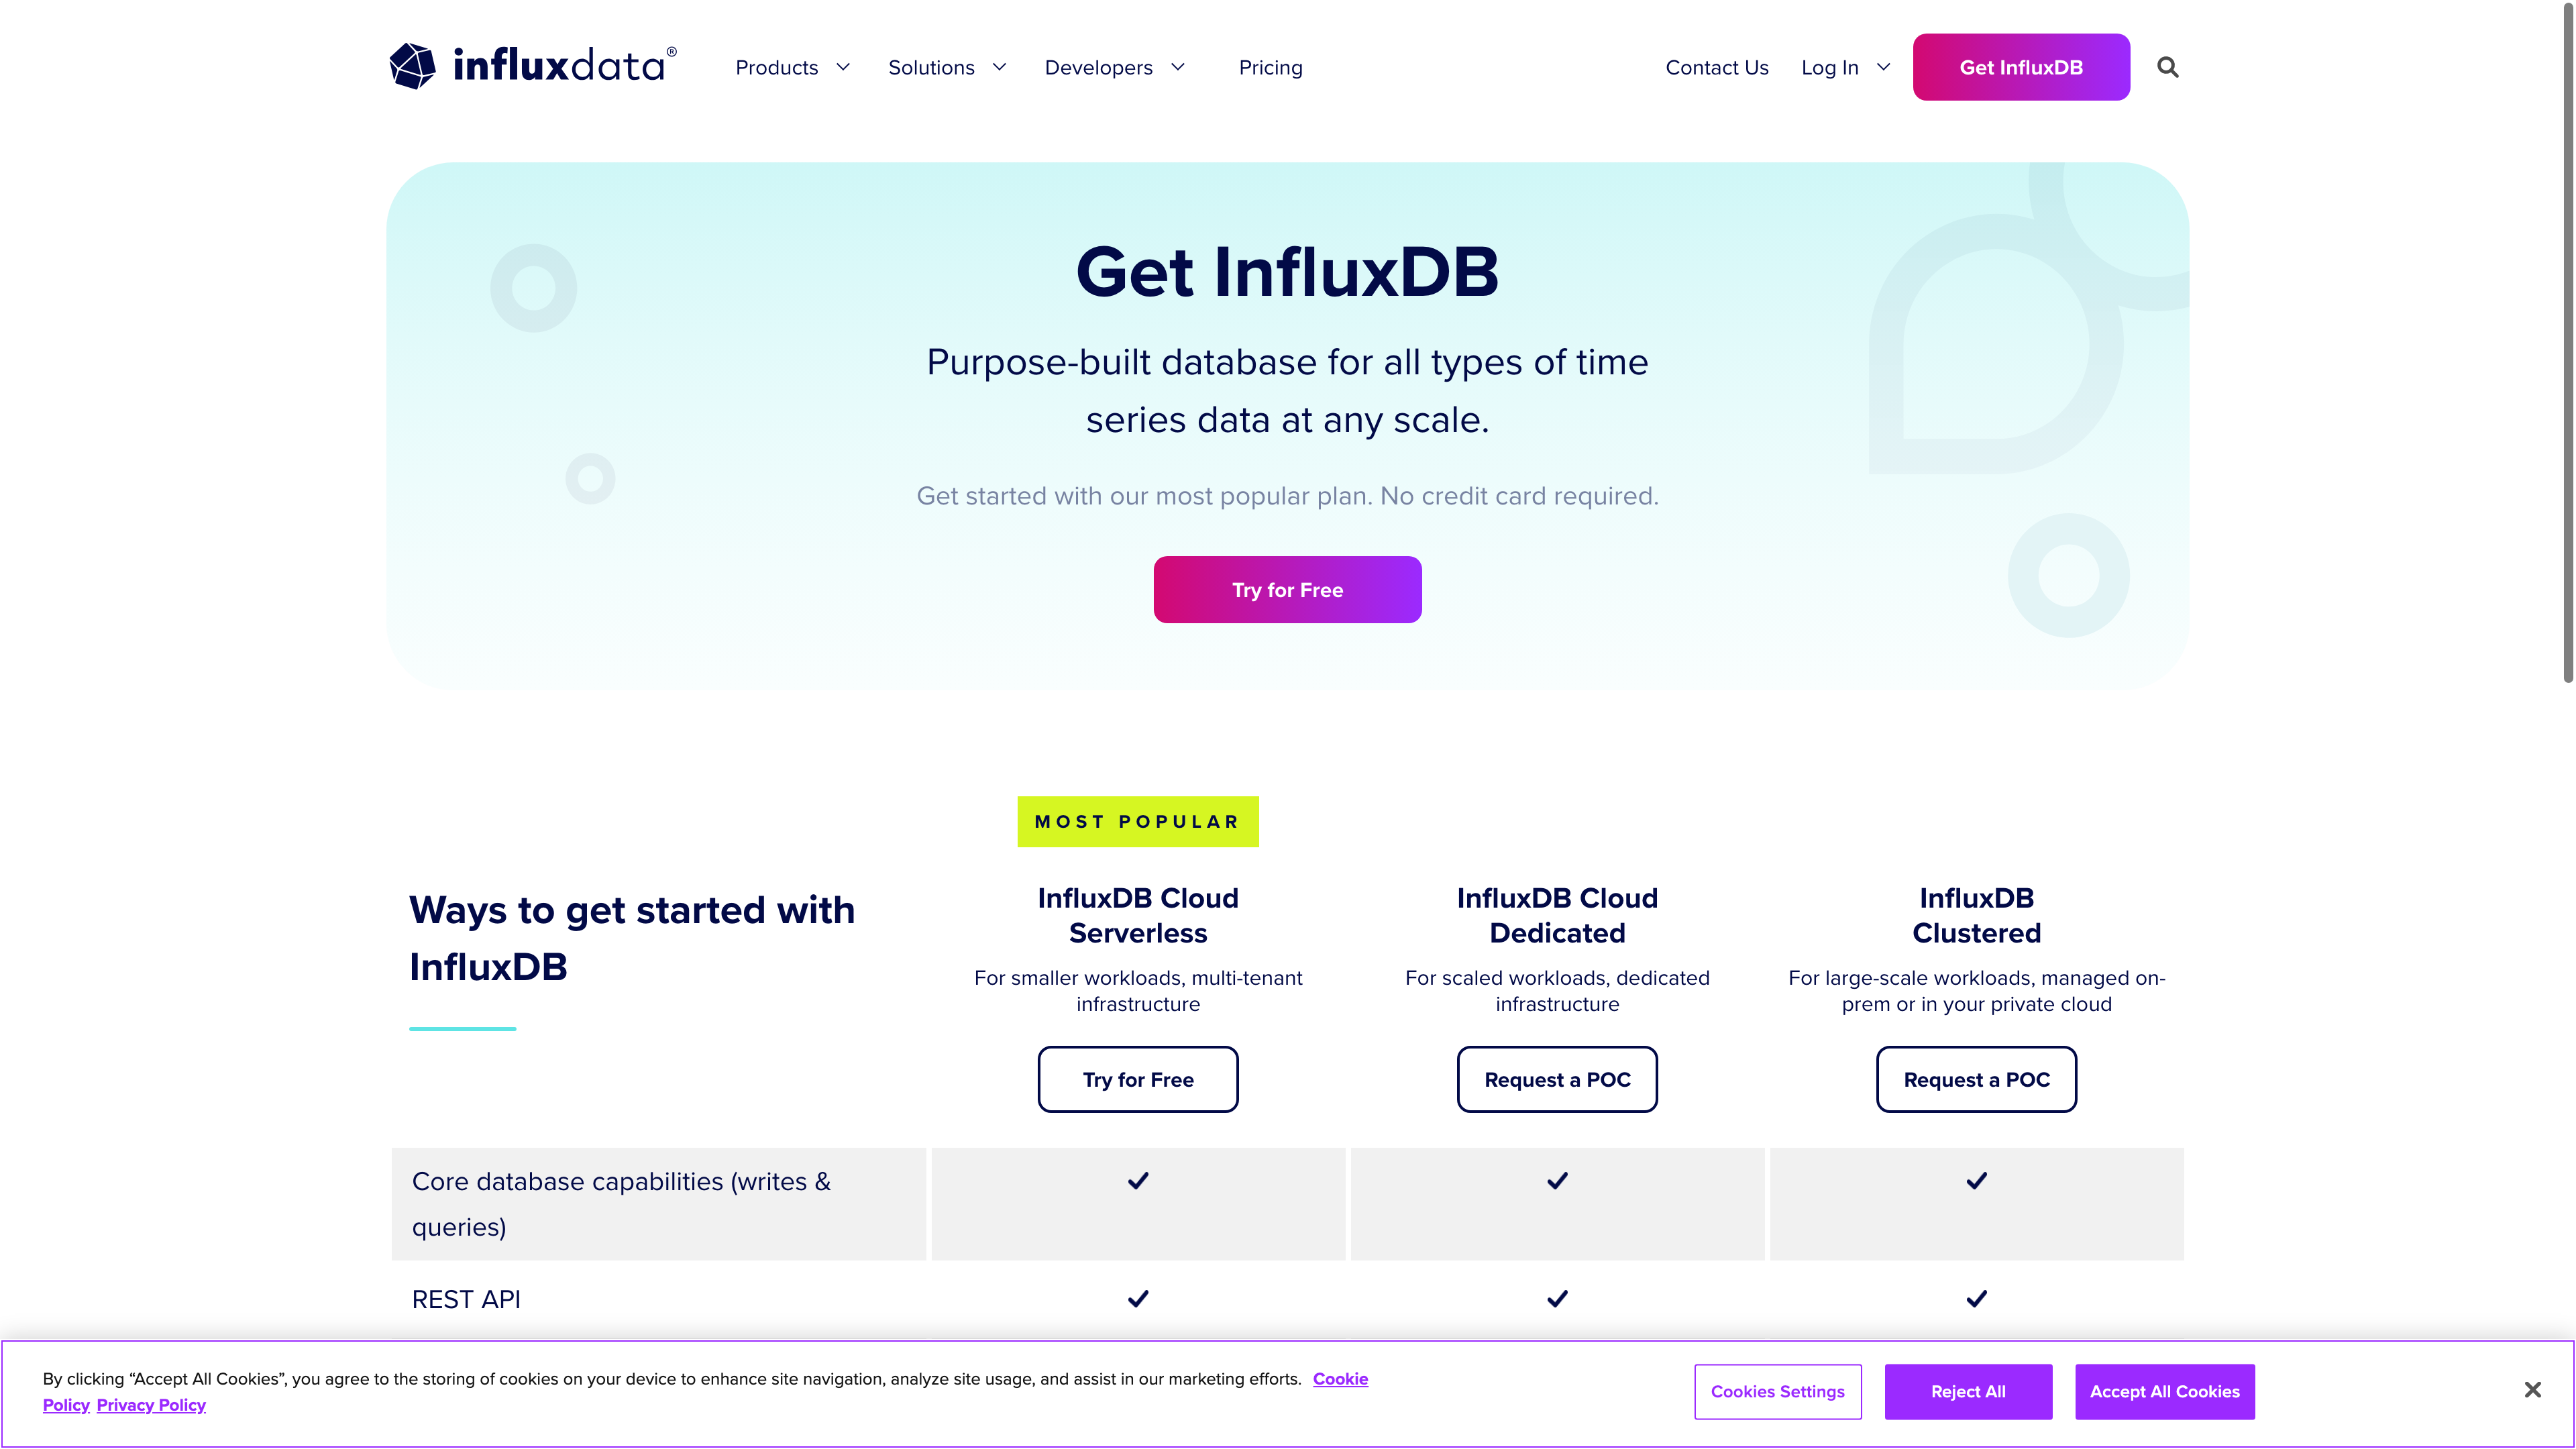 influxdata®
Products
Solutions
Developers
Pricing
Contact Us
Log In
Get InfluxDB
Get InfluxDB
Purpose-built database for all types of time
series data at any scale.
Get started with our most popular plan. No credit card required.
Try for Free
MOST POPULAR
Ways to get started with
InfluxDB
InfluxDB Cloud
Serverless
For smaller workloads, multi-tenant
infrastructure
Try for Free
InfluxDB Cloud
Dedicated
For scaled workloads, dedicated
infrastructure
Request a POC
InfluxDB
Clustered
For large-scale workloads, managed on-
prem or in your private cloud
Request a POC
Core database capabilities (writes &
queries)
REST API
By clicking “Accept All Cookies”, you agree to the storing of cookies on your device to enhance site navigation, analyze site usage, and assist in our marketing efforts. Cookie
Policy Privacy Policy
Cookies Settings
Reject All
Accept All Cookies